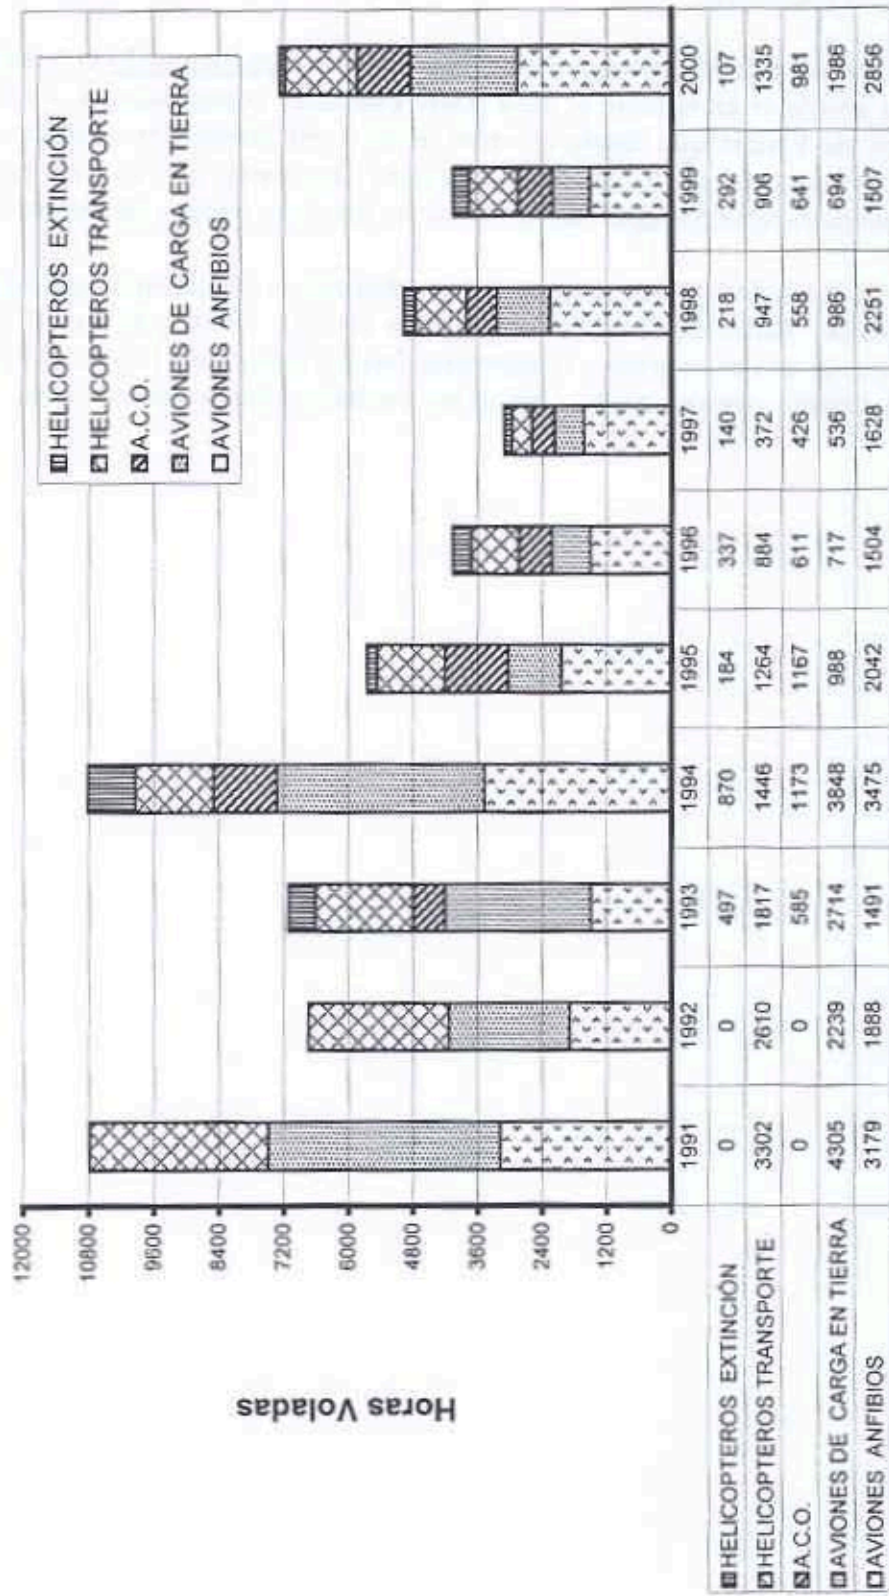 HELICOPTEROS EXTINCIÓN
HELICOPTEROS TRANSPORTE
A.C.O.
AVIONES DE CARGA EN TIERRA
AVIONES ANFIBIOS
Horas Voladas
12000
10800
9600
8400
7200
6000
4800
3600
2400
1200
0
1991 1992 1993 1994 1995 1996 1997 1998 1999 2000
HELICOPTEROS EXTINCIÓN 0 0 497 870 184 337 140 218 292 107
HELICOPTEROS TRANSPORTE 3302 2610 1817 1446 1264 884 372 947 906 1335
A.C.O. 0 0 585 1173 1167 611 426 558 641 981
AVIONES DE CARGA EN TIERRA 4305 2239 2714 3848 988 717 536 986 694 1986
AVIONES ANFIBIOS 3179 1888 1491 3475 2042 1504 1628 2251 1507 2856